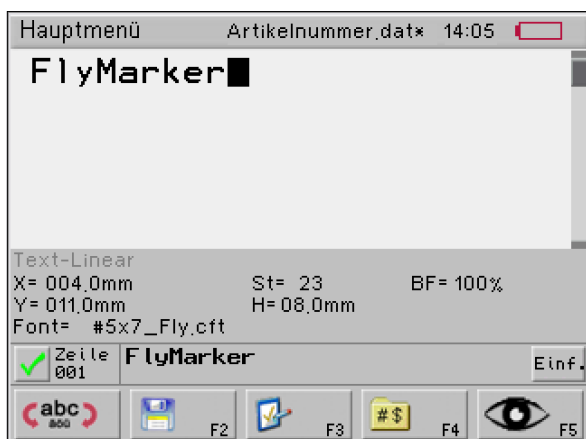 Hauptmenü Artikelnummer.dat* 14:05
FlyMarker
Text-Linear
X= 004.0mm St= 23 BF= 100%
Y= 011.0mm H= 08.0mm
Font= #5x7_Fly.cft
Zeile 001 FlyMarker Einf.
abc F2 F3 #$ F4 F5